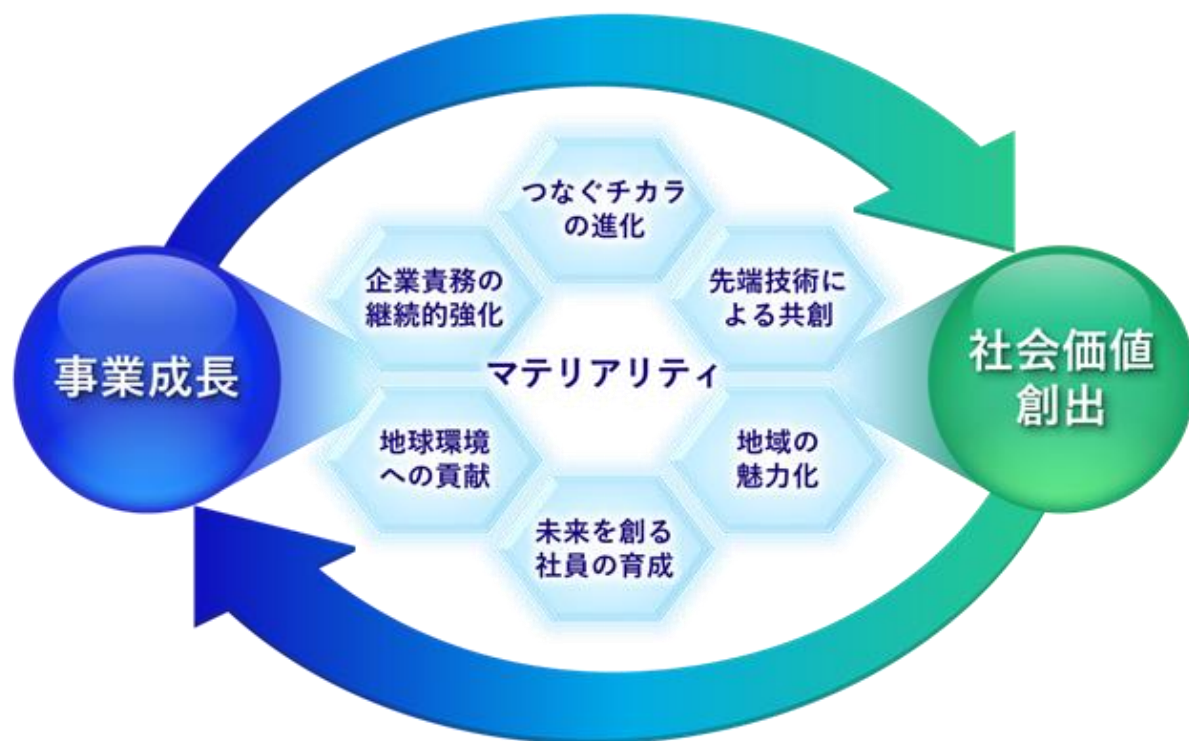 つなぐチカラ
の進化
企業責務の
継続的強化
先端技術に
よる共創
事業成長
マテリアリティ
社会価値
創出
地球環境
への貢献
地域の
魅力化
未来を創る
社員の育成